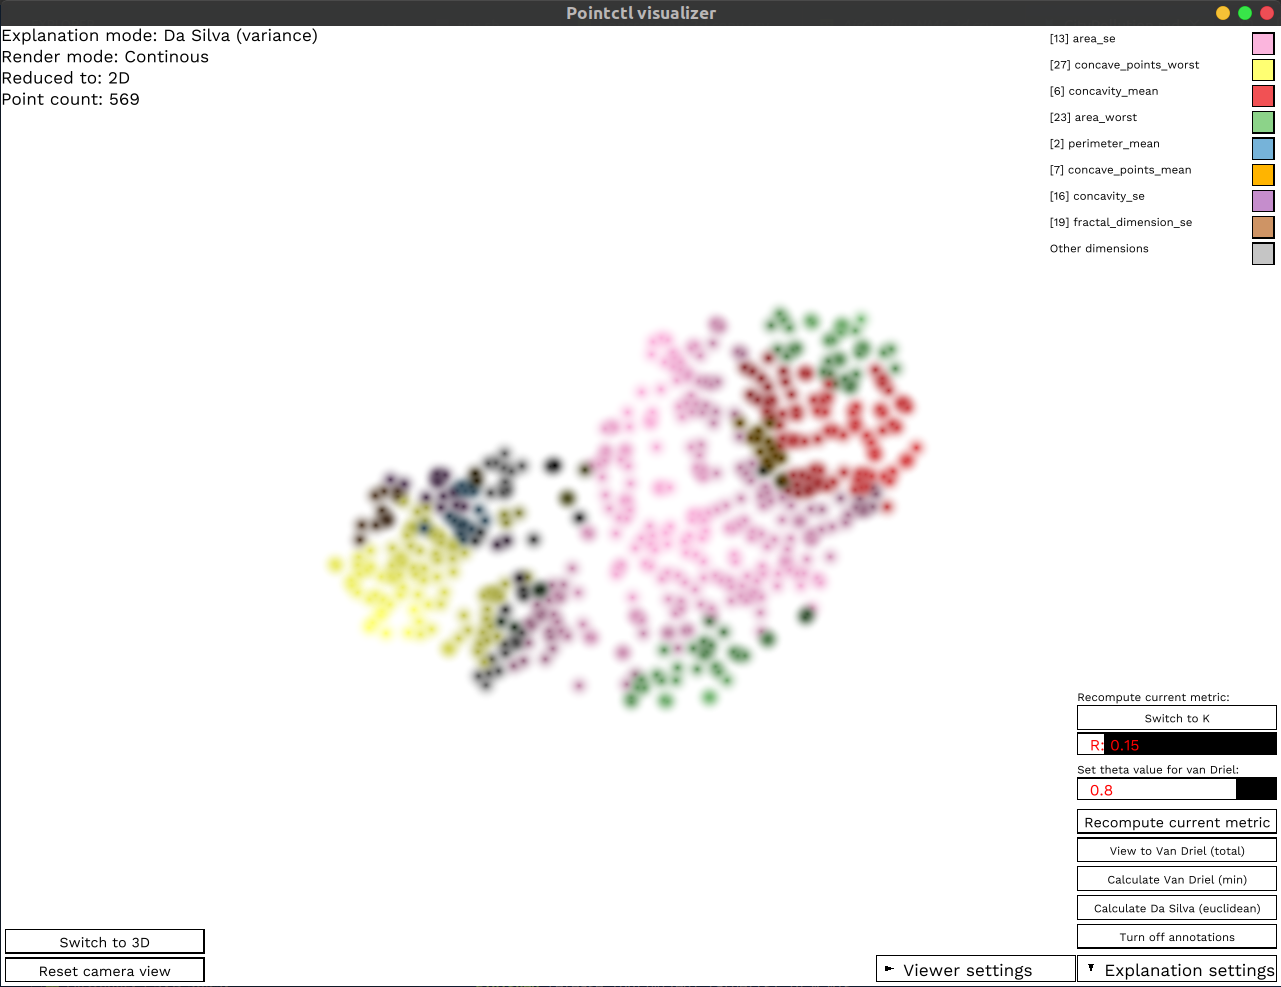 Pointctl visualizer
Explanation mode: Da Silva (variance)
Render mode: Continous
Reduced to: 2D
Point count: 569
[13] area_se
[27] concave_points_worst
[6] concavity_mean
[23] area_worst
[2] perimeter_mean
[7] concave_points_mean
[16] concavity_se
[19] fractal_dimension_se
Other dimensions
Recompute current metric:
Switch to K
R: 0.15
Set theta value for van Driel:
0.8
Recompute current metric
View to Van Driel (total)
Calculate Van Driel (min)
Calculate Da Silva (euclidean)
Turn off annotations
Switch to 3D
Reset camera view
Viewer settings
Explanation settings